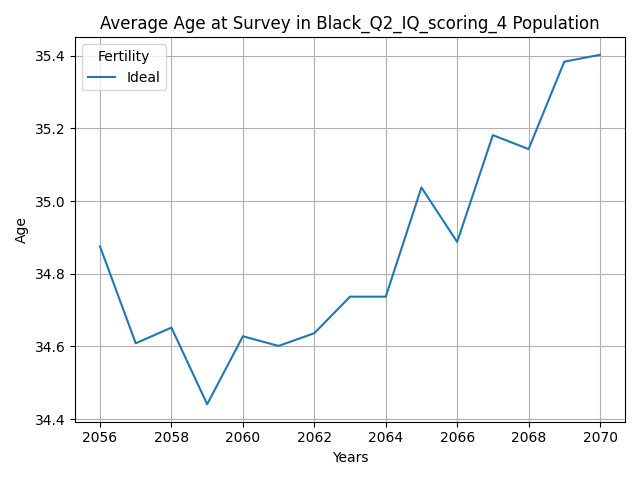 Average Age at Survey in Black_Q2_IQ_scoring_4 Population
Fertility
Ideal
35.4
35.2
35.0
34.8
34.6
34.4
Age
2056 2058 2060 2062 2064 2066 2068 2070
Years